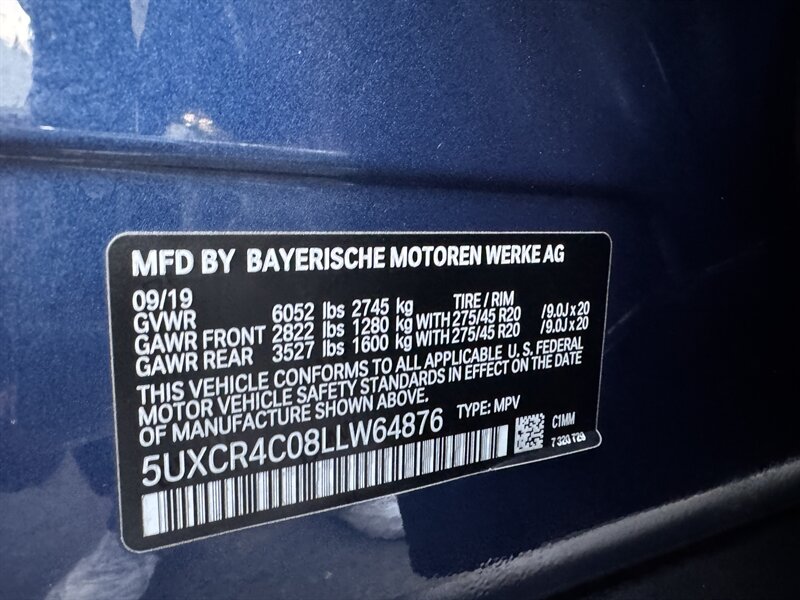 MFD BY BAYERISCHE MOTOREN WERKE AG
09/19
GVWR 6052 lbs 2745 kg TIRE / RIM
GAWR FRONT 2822 lbs 1280 kg WITH 275/45 R20 /9.0J x 20
GAWR REAR 3527 lbs 1600 kg WITH 275/45 R20 /9.0J x 20
THIS VEHICLE CONFORMS TO ALL APPLICABLE U.S. FEDERAL
MOTOR VEHICLE SAFETY STANDARDS IN EFFECT ON THE DATE
OF MANUFACTURE SHOWN ABOVE.
5UXCR4C08LLW64876 TYPE: MPV
C1MM
7 320 729